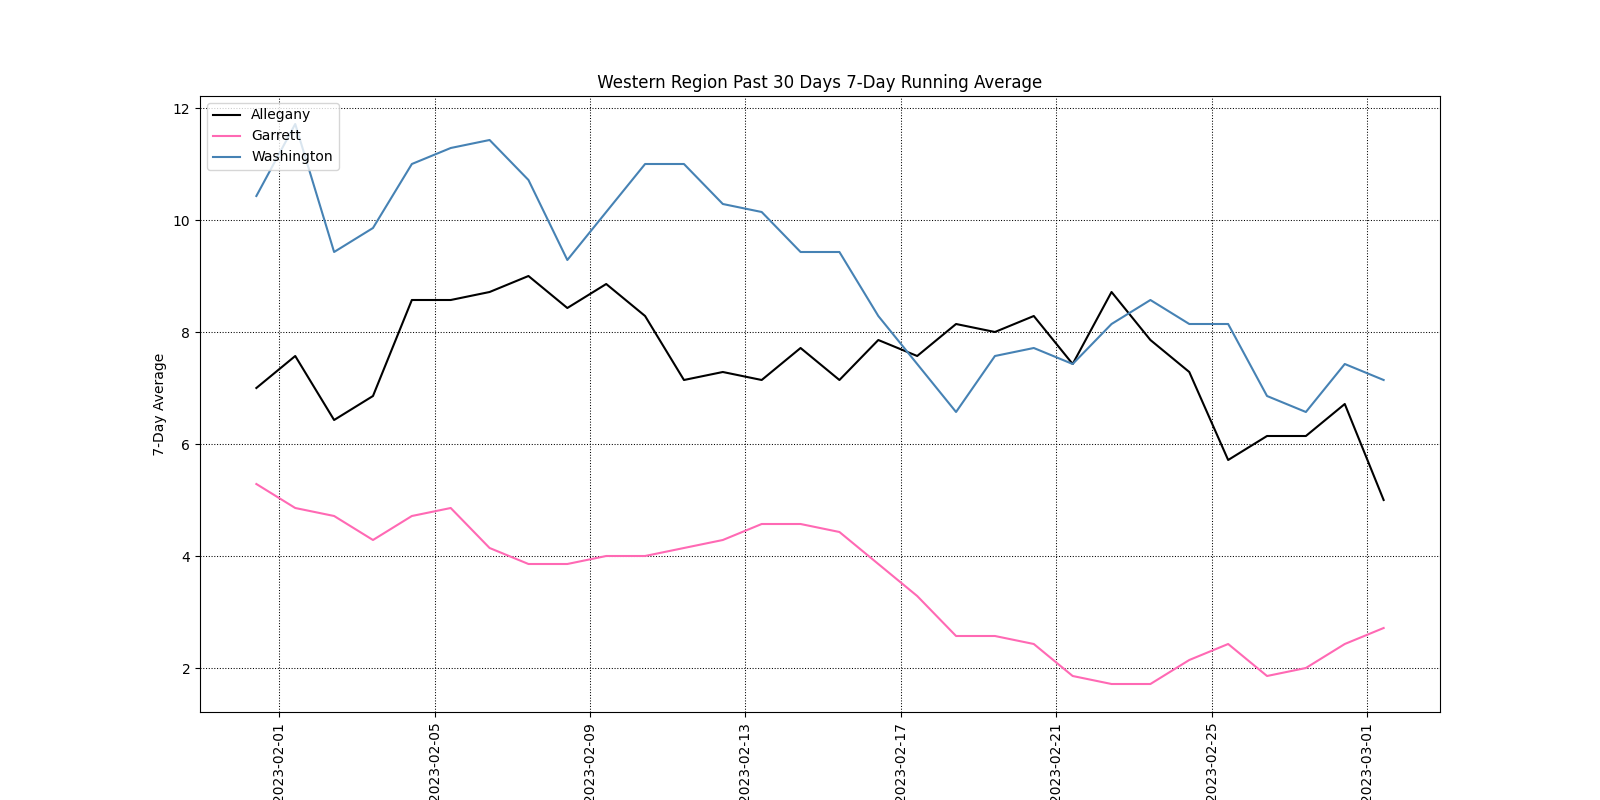 Western Region Past 30 Days 7-Day Running Average
Allegany
Garrett
Washington
7-Day Average
12
10
8
6
4
2
2023-02-01
2023-02-05
2023-02-09
2023-02-13
2023-02-17
2023-02-21
2023-02-25
2023-03-01